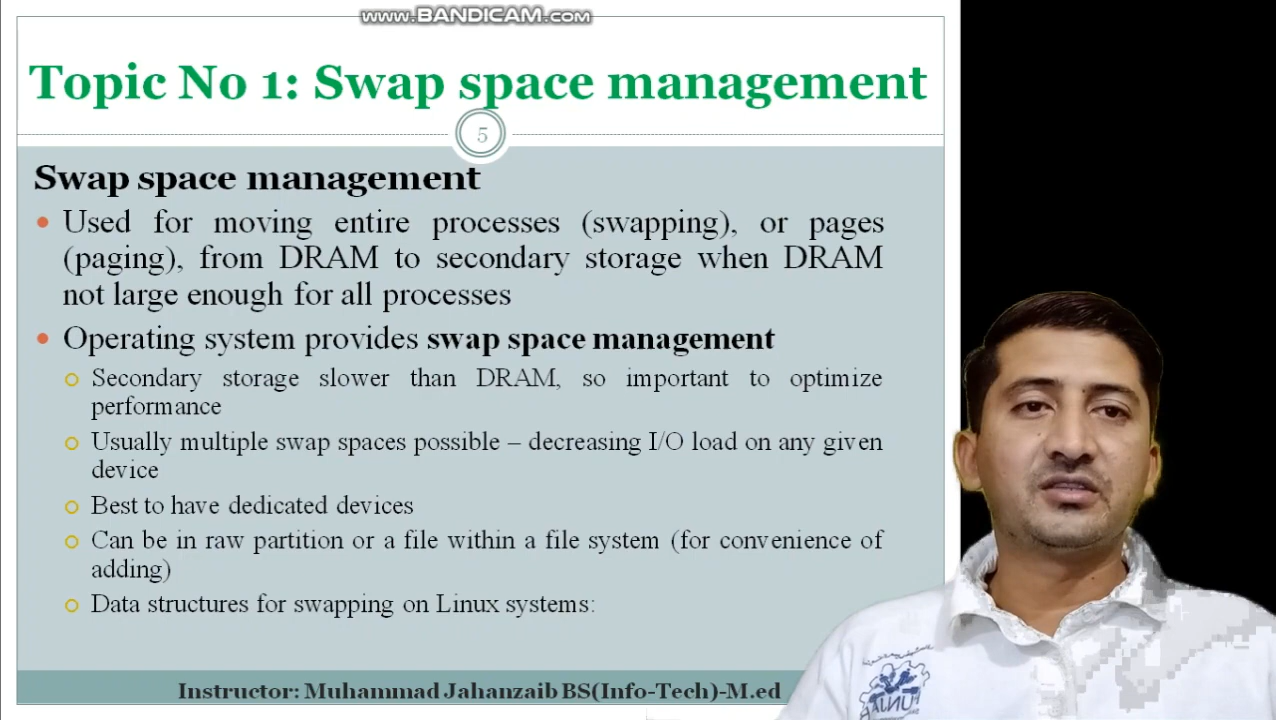 www.BANDICAM.com
Topic No 1: Swap space management
5
Swap space management
• Used for moving entire processes (swapping), or pages
(paging), from DRAM to secondary storage when DRAM
not large enough for all processes
• Operating system provides swap space management
Secondary storage slower than DRAM, so important to optimize
performance
Usually multiple swap spaces possible – decreasing I/O load on any given
device
Best to have dedicated devices
Can be in raw partition or a file within a file system (for convenience of
adding)
Data structures for swapping on Linux systems:
Instructor: Muhammad Jahanzaib BS(Info-Tech)-M.ed